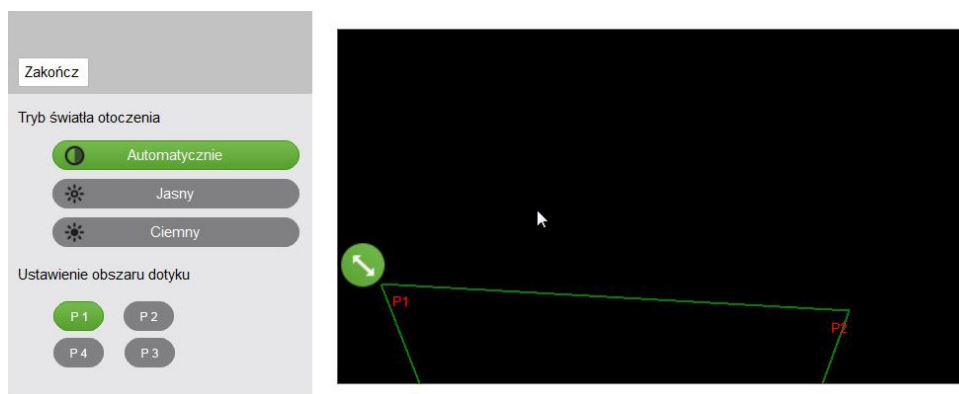 Zakończ
Tryb światła otoczenia
Automatycznie
Jasny
Ciemny
Ustawienie obszaru dotyku
P 1 P 2
P 4 P 3
P1
P2